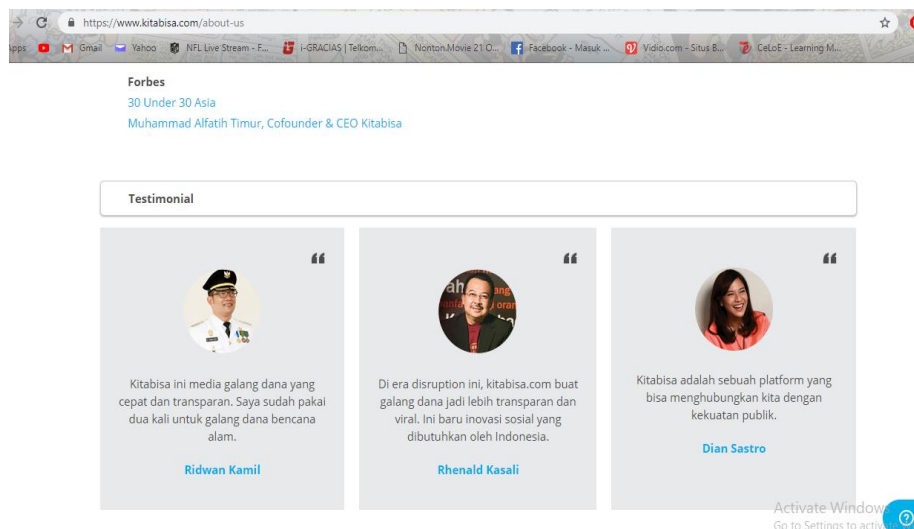 https://www.kitabisa.com/about-us
Apps Gmail Yahoo NFL Live Stream - F... i-GRACIAS | Telkom... Nonton Movie 21 O... Facebook - Masuk ... Vidio.com - Situs B... CeLoE - Learning M...
Forbes
30 Under 30 Asia
Muhammad Alfatih Timur, Cofounder & CEO Kitabisa
Testimonial
Kitabisa ini media galang dana yang
cepat dan transparan. Saya sudah pakai
dua kali untuk galang dana bencana
alam.
Ridwan Kamil
Di era disruption ini, kitabisa.com buat
galang dana jadi lebih transparan dan
viral. Ini baru inovasi sosial yang
dibutuhkan oleh Indonesia.
Rhenald Kasali
Kitabisa adalah sebuah platform yang
bisa menghubungkan kita dengan
kekuatan publik.
Dian Sastro
Activate Windows
Go to Settings to activate